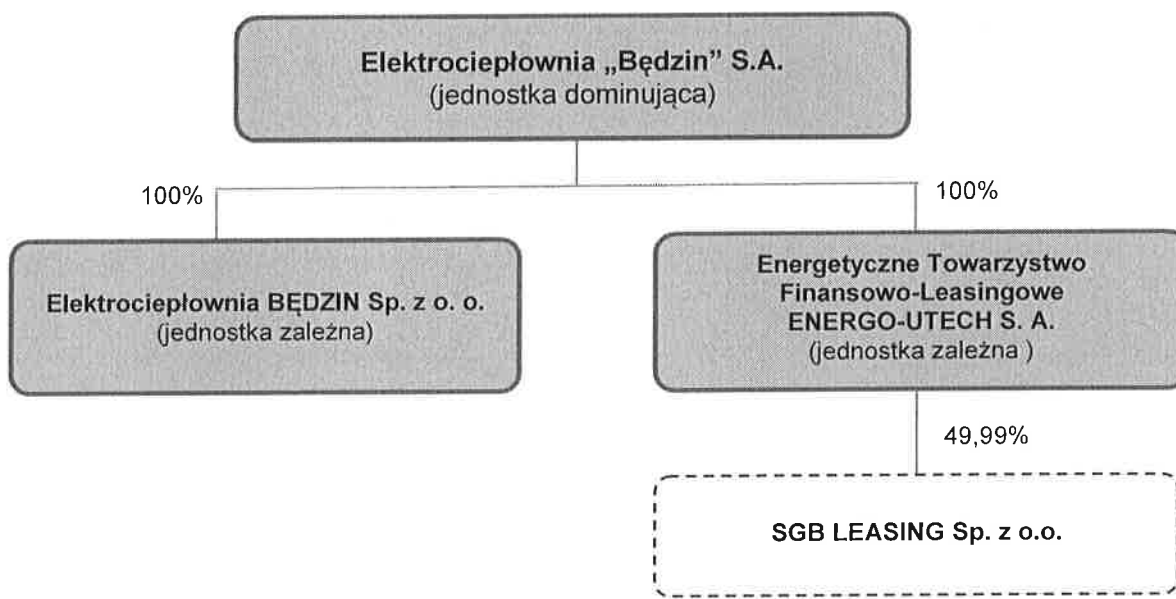 Elektrociepłownia „Będzin” S.A.
(jednostka dominująca)
100%
100%
Elektrociepłownia BĘDZIN Sp. z o. o.
(jednostka zależna)
Energetyczne Towarzystwo
Finansowo-Leasingowe
ENERGO-UTECH S. A.
(jednostka zależna )
49,99%
SGB LEASING Sp. z o.o.